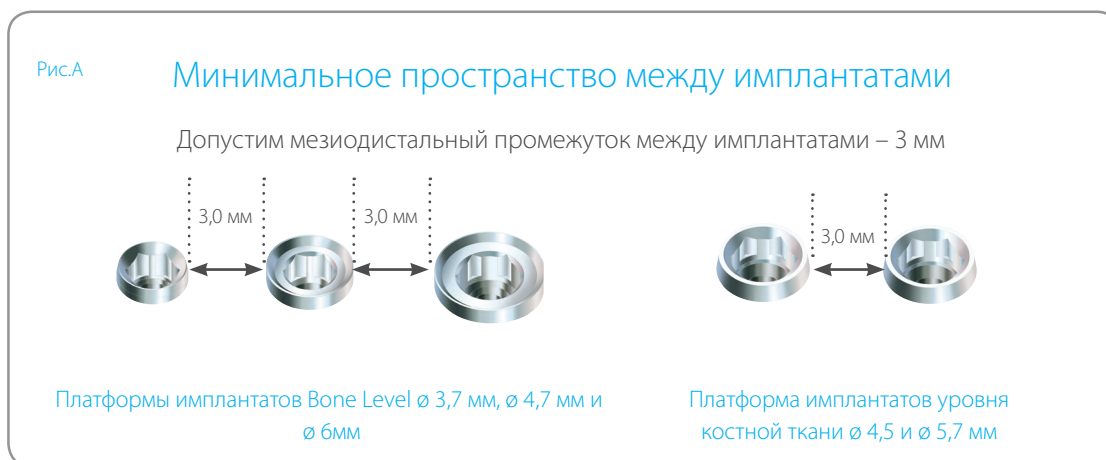 Рис.А
Минимальное пространство между имплантатами
Допустим мезиодистальный промежуток между имплантатами – 3 мм
3,0 мм
3,0 мм
3,0 мм
Платформы имплантатов Bone Level ø 3,7 мм, ø 4,7 мм и
ø 6мм
Платформа имплантатов уровня
костной ткани ø 4,5 и ø 5,7 мм